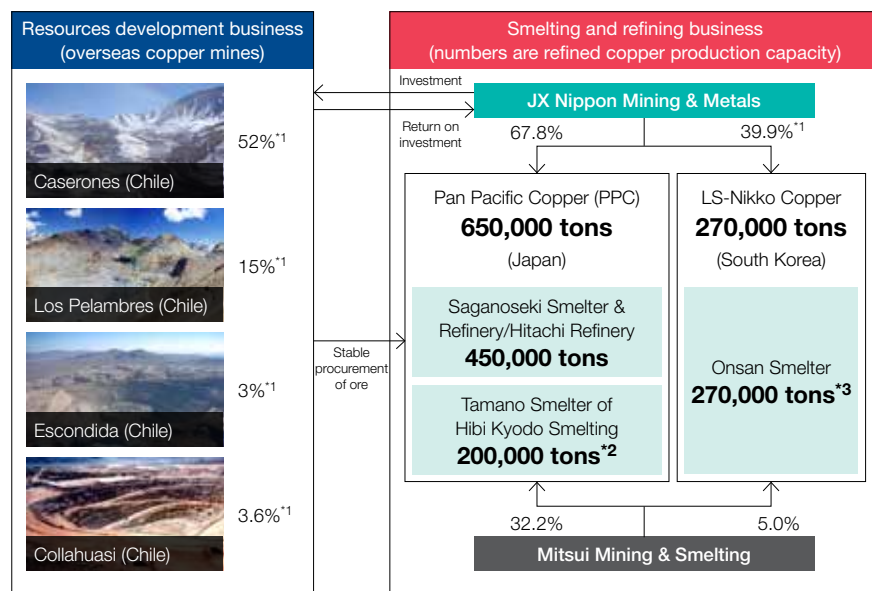 Resources development business
(overseas copper mines)
52%*1
Caserones (Chile)
15%*1
Los Pelambres (Chile)
3%*1
Escondida (Chile)
3.6%*1
Collahuasi (Chile)
Investment
Return on
investment
Stable
procurement
of ore
Smelting and refining business
(numbers are refined copper production capacity)
JX Nippon Mining & Metals
67.8%
39.9%*1
Pan Pacific Copper (PPC)
650,000 tons
(Japan)
Saganoseki Smelter &
Refinery/Hitachi Refinery
450,000 tons
Tamano Smelter of
Hibi Kyodo Smelting
200,000 tons*2
LS-Nikko Copper
270,000 tons
(South Korea)
Onsan Smelter
270,000 tons*3
32.2%
5.0%
Mitsui Mining & Smelting